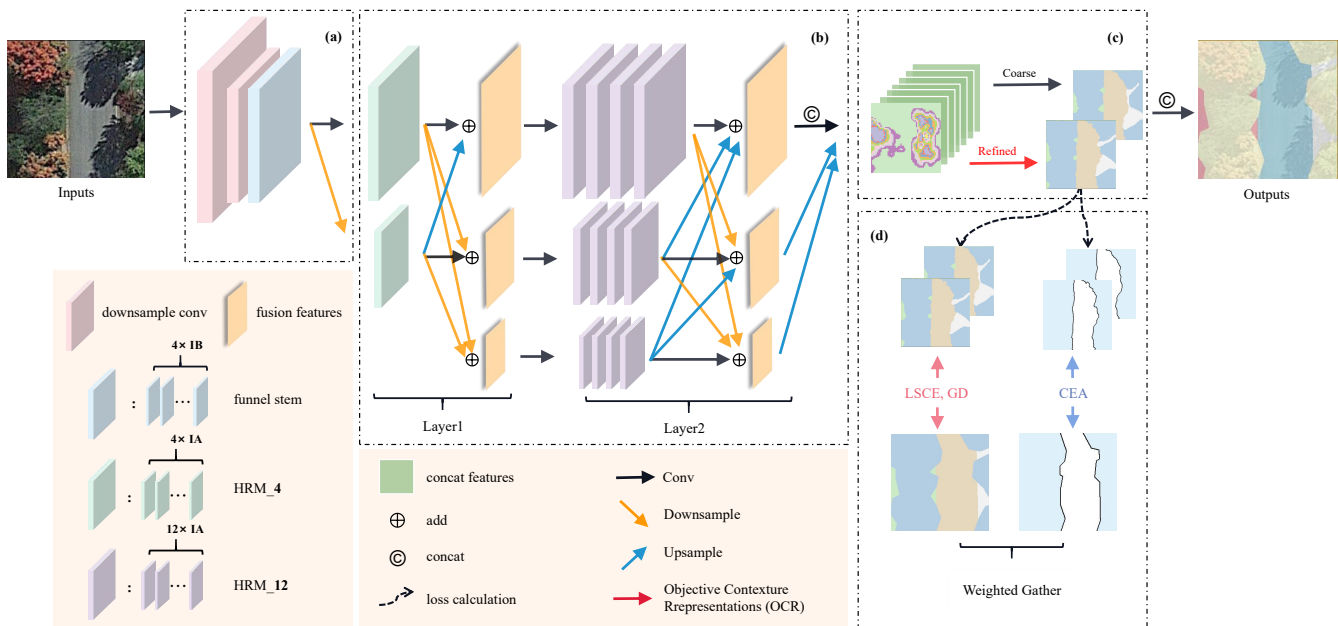 (a)
(b)
(c)
©
©
Coarse
Refined
Inputs
Outputs
(d)
downsample conv
fusion features
4× IB
funnel stem
:
···
4× IA
HRM_4
:
···
12× IA
HRM_12
:
···
Layer1
Layer2
concat features
Conv
add
Downsample
concat
Upsample
loss calculation
Objective Contexture
Rrepresentations (OCR)
LSCE, GD
CEA
Weighted Gather